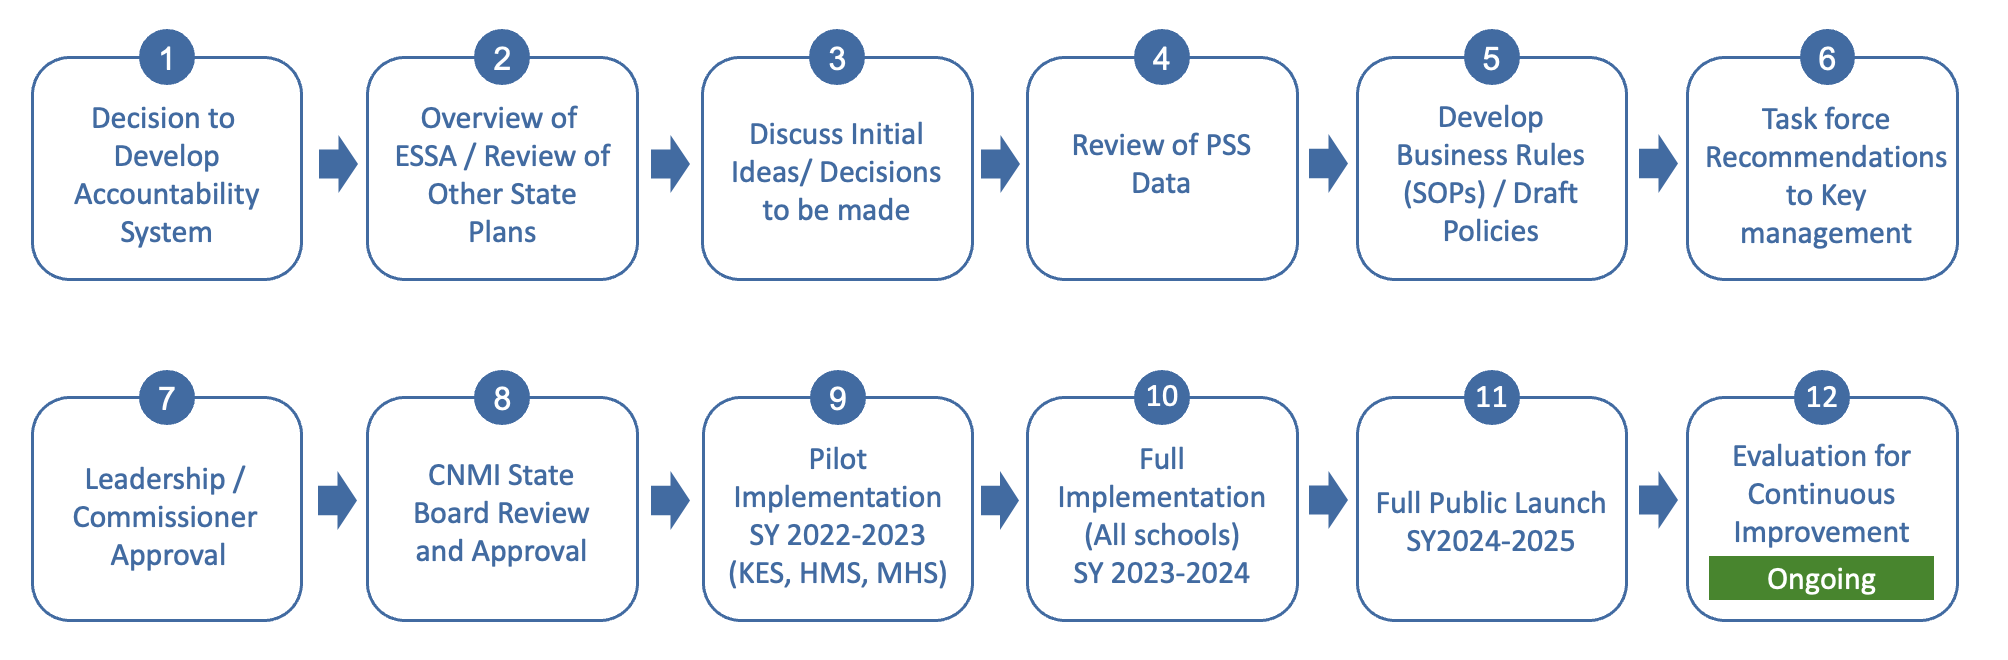 1
Decision to
Develop
Accountability
System
2
Overview of
ESSA / Review of
Other State
Plans
3
Discuss Initial
Ideas/ Decisions
to be made
4
Review of PSS
Data
5
Develop
Business Rules
(SOPs) / Draft
Policies
6
Task force
Recommendations
to Key
management
7
Leadership /
Commissioner
Approval
8
CNMI State
Board Review
and Approval
9
Pilot
Implementation
SY 2022-2023
(KES, HMS, MHS)
10
Full
Implementation
(All schools)
SY 2023-2024
11
Full Public Launch
SY2024-2025
12
Evaluation for
Continuous
Improvement
Ongoing